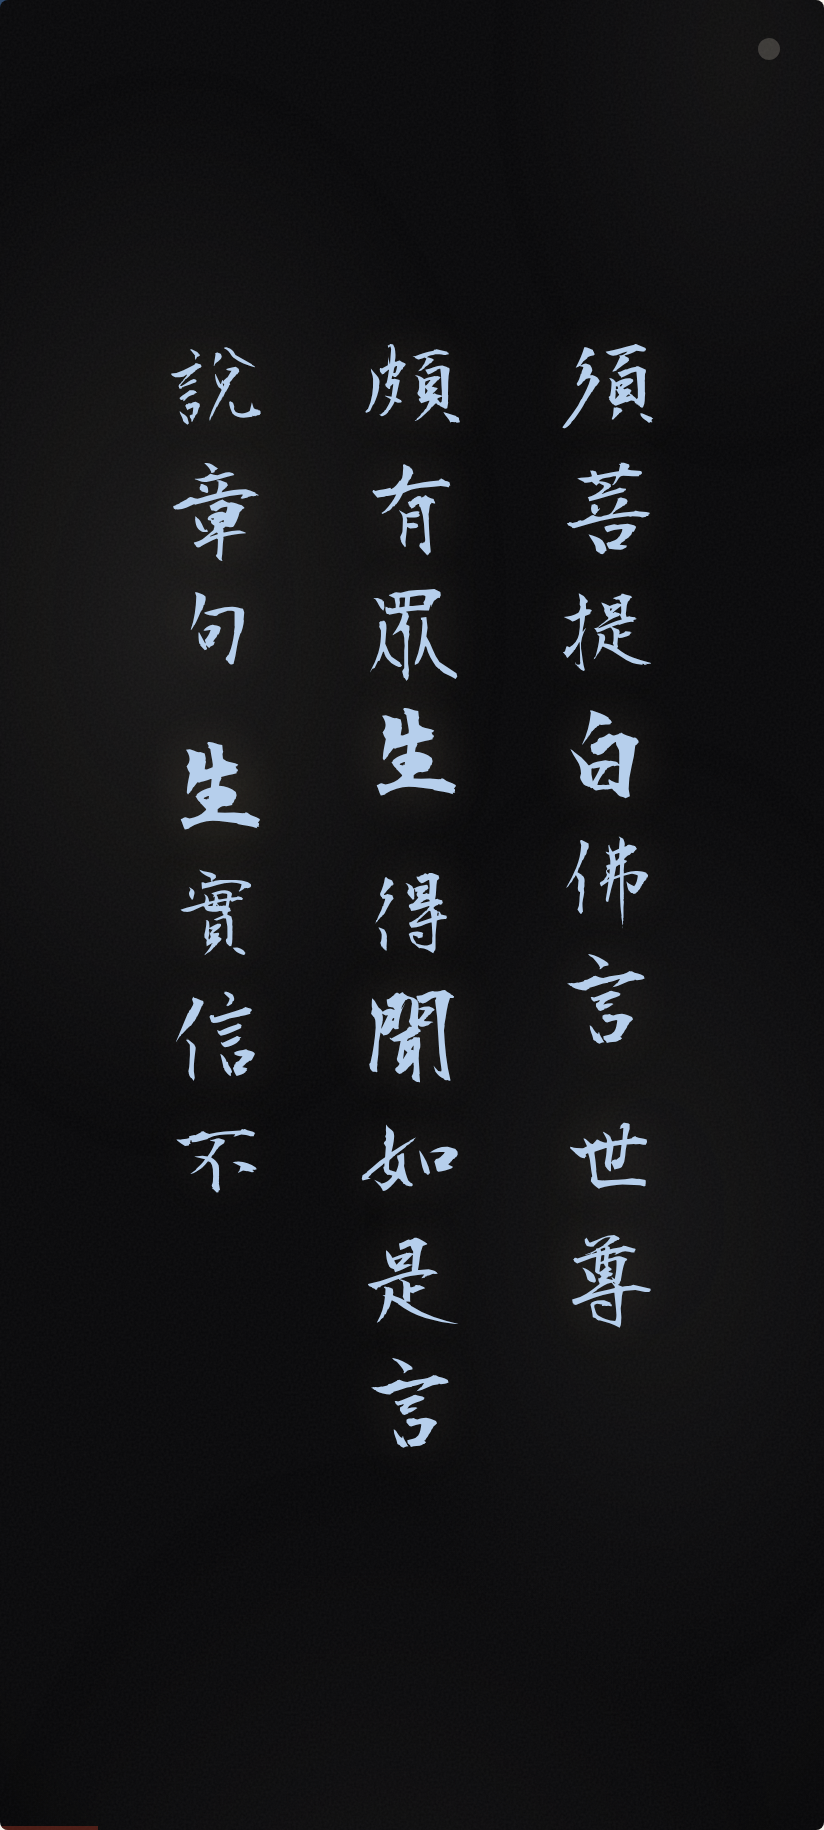 須菩提白佛言 世尊
頗有眾生 得聞如是言
說章句 生實信不